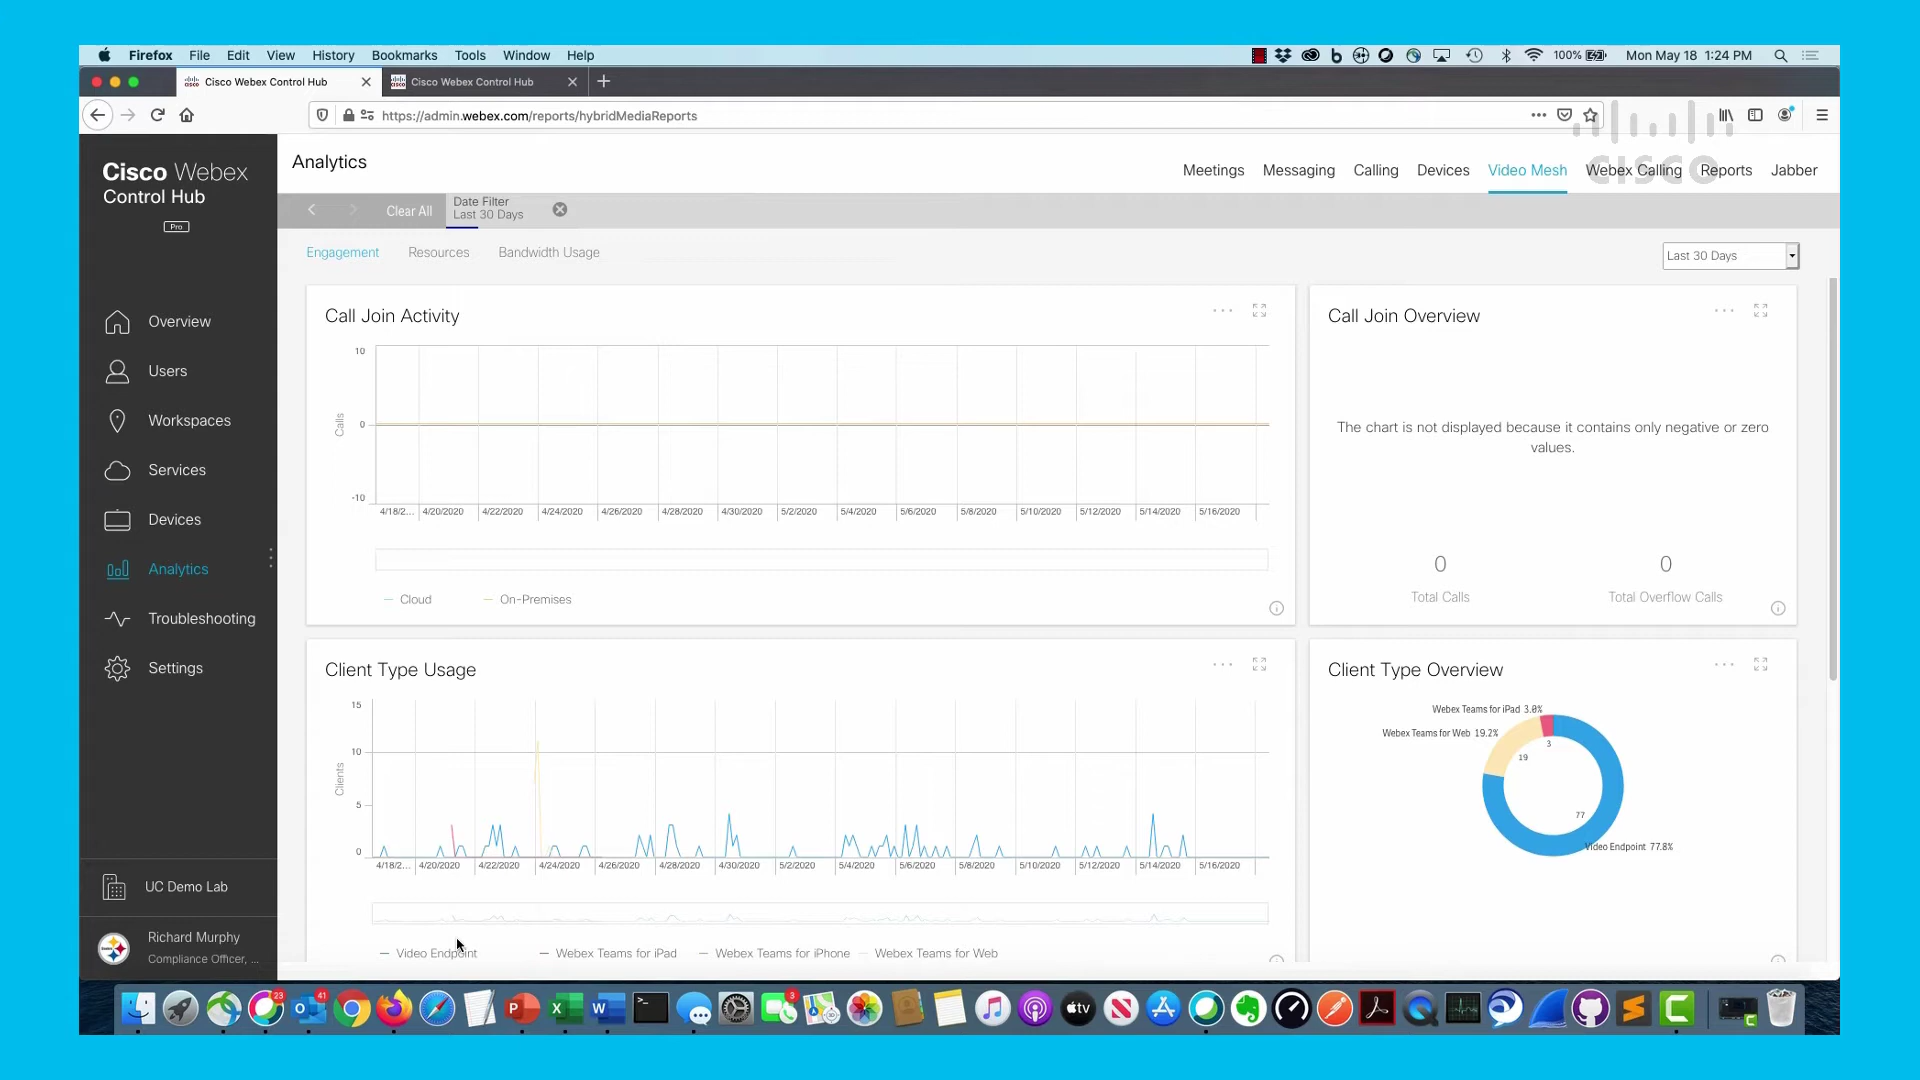 Firefox File Edit View History Bookmarks Tools Window Help
100% Mon May 18 1:24 PM
Cisco Webex Control Hub
Cisco Webex Control Hub
https://admin.webex.com/reports/hybridMediaReports
Cisco Webex
Control Hub
Pro
Overview
Users
Workspaces
Services
Devices
Analytics
Troubleshooting
Settings
UC Demo Lab
Richard Murphy
Compliance Officer, ...
Analytics
Meetings Messaging Calling Devices Video Mesh Webex Calling Reports Jabber
CISCO
Clear All
Date Filter
Last 30 Days
Engagement Resources Bandwidth Usage
Last 30 Days
Call Join Activity
10
0
-10
Calls
4/18/2... 4/20/2020 4/22/2020 4/24/2020 4/26/2020 4/28/2020 4/30/2020 5/2/2020 5/4/2020 5/6/2020 5/8/2020 5/10/2020 5/12/2020 5/14/2020 5/16/2020
Cloud On-Premises
Call Join Overview
The chart is not displayed because it contains only negative or zero
values.
0 0
Total Calls Total Overflow Calls
Client Type Usage
15
10
5
0
Clients
4/18/2... 4/20/2020 4/22/2020 4/24/2020 4/26/2020 4/28/2020 4/30/2020 5/2/2020 5/4/2020 5/6/2020 5/8/2020 5/10/2020 5/12/2020 5/14/2020 5/16/2020
Video Endpoint Webex Teams for iPad Webex Teams for iPhone Webex Teams for Web
Client Type Overview
Webex Teams for iPad 3.0%
Webex Teams for Web 19.2%
3
19
77
Video Endpoint 77.8%
23
41
3
tv